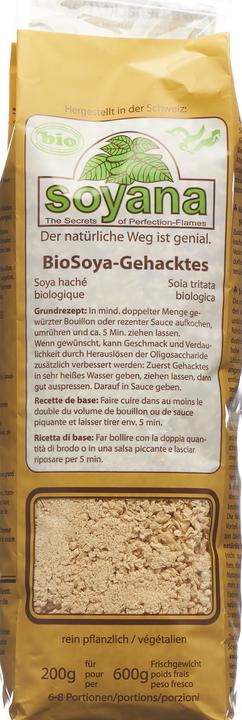 Hergestellt in der Schweiz:
bio
soyana
The Secrets of Perfection-Flames
Der natürliche Weg ist genial.
BioSoya-Gehacktes
Soya haché Soia tritata
biologique biologica
Grundrezept: In mind. doppelter Menge ge-
würzter Bouillon oder rezenter Sauce aufkochen,
umrühren und ca. 5 Min. ziehen lassen.
Wenn gewünscht, kann Geschmack und Verdau-
lichkeit durch Herauslösen der Oligosaccharide
zusätzlich verbessert werden: Zuerst Gehacktes
in sehr heißes Wasser geben, ziehen lassen, dann
gut auspressen. Darauf in Sauce geben.
Recette de base: Faire cuire dans au moins le
double du volume de bouillon ou de sauce
piquante et laisser tirer env. 5 min.
Ricetta di base: Far bollire con la doppia quan-
tità di brodo o in una salsa piccante e lasciar
riposare per 5 min.
rein pflanzlich / végétalien
200g für pour per 600g Frischgewicht poids frais peso fresco
6-8 Portionen/portions/porzioni